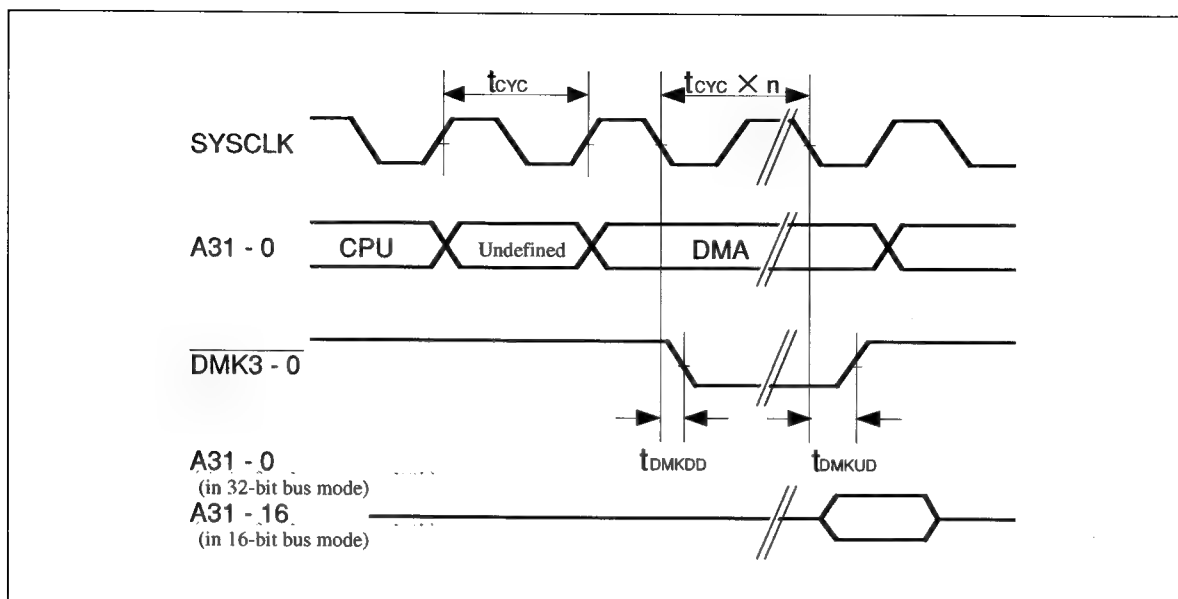 tCYC
tCYC × n
SYSCLK
A31 - 0
CPU
Undefined
DMA
DMK3 - 0
tDMKDD
tDMKUD
A31 - 0
(in 32-bit bus mode)
A31 - 16
(in 16-bit bus mode)